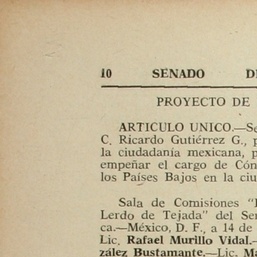 10 SENADO
PROYECTO DE
ARTICULO UNICO.—Se
C. Ricardo Gutiérrez G., p
la ciudadanía mexicana, p
empeñar el cargo de Cón
los Países Bajos en la ciu
Sala de Comisiones
Lerdo de Tejada" del Sen
ca.—México, D. F., a 14 de
Lic. Rafael Murillo Vidal.—
zález Bustamante.—Lic. Ma